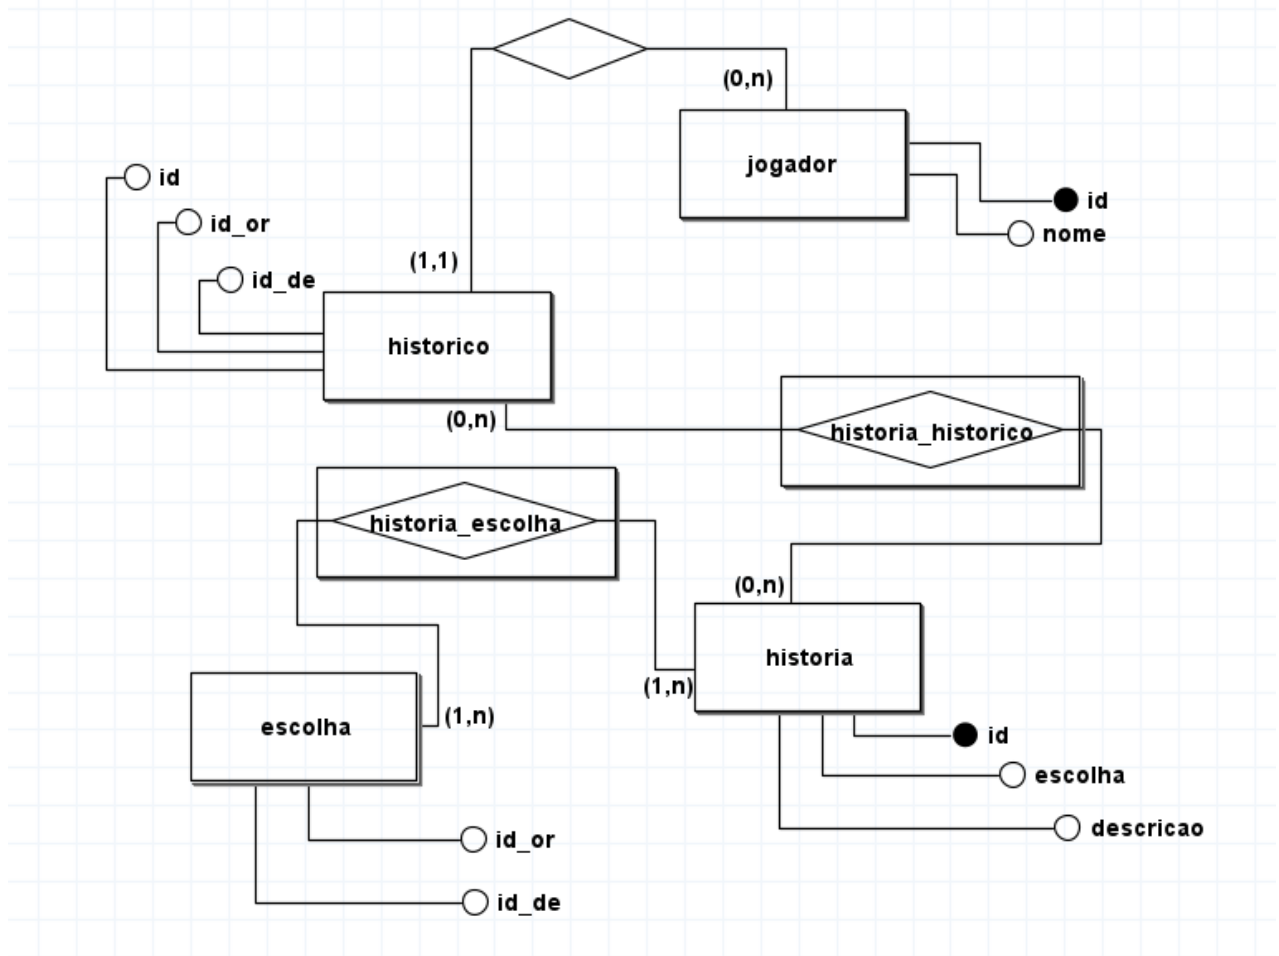 (0,n)
jogador
id
nome
id
id_or
id_de
(1,1)
historico
(0,n)
historia_historico
historia_escolha
(0,n)
historia
(1,n)
escolha
(1,n)
id
escolha
descricao
id_or
id_de